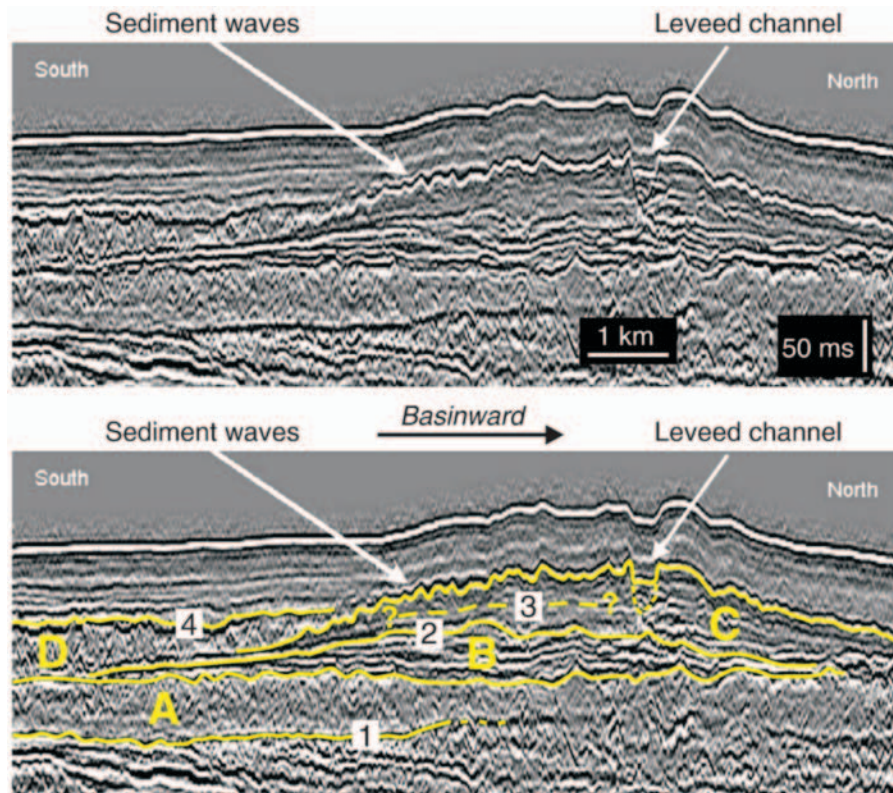 Sediment waves
Leveed channel
South
North
1 km
50 ms
Sediment waves
Basinward
Leveed channel
South
North
4
?
3
?
2
C
D
B
A
1